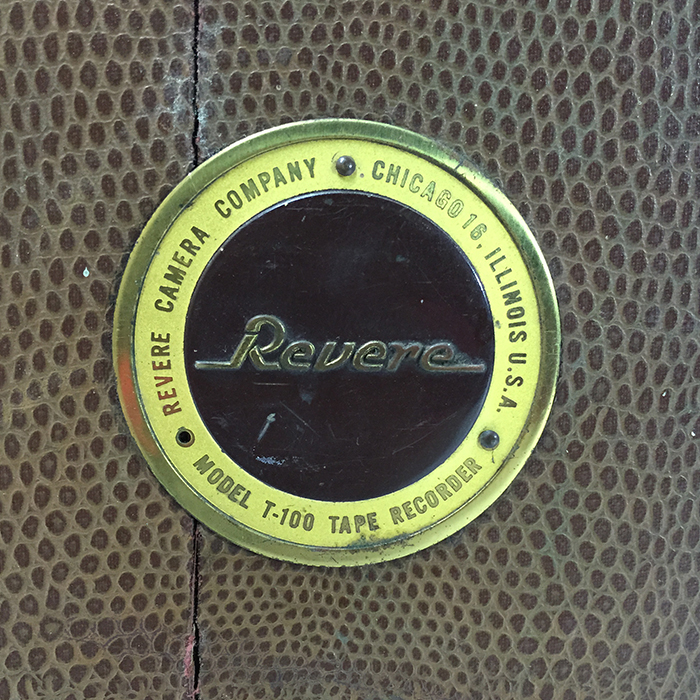 REVERE CAMERA COMPANY . CHICAGO 16, ILLINOIS U.S.A.
Revere
MODEL T-100 TAPE RECORDER